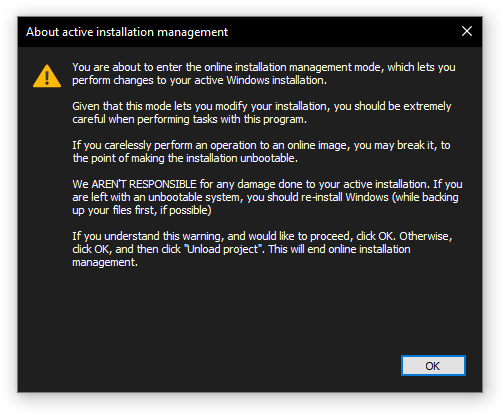 About active installation management
You are about to enter the online installation management mode, which lets you
perform changes to your active Windows installation.
Given that this mode lets you modify your installation, you should be extremely
careful when performing tasks with this program.
If you carelessly perform an operation to an online image, you may break it, to
the point of making the installation unbootable.
We AREN'T RESPONSIBLE for any damage done to your active installation. If you
are left with an unbootable system, you should re-install Windows (while backing
up your files first, if possible)
If you understand this warning, and would like to proceed, click OK. Otherwise,
click OK, and then click "Unload project". This will end online installation
management.
OK